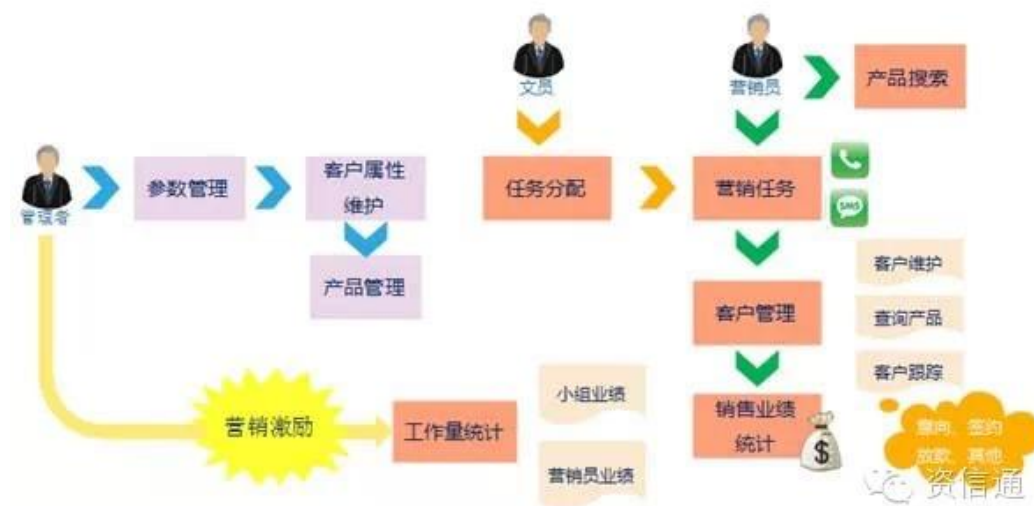 文员
营销员
产品搜索
管理者
参数管理
客户属性
维护
任务分配
营销任务
SMS
产品管理
客户管理
客户维护
查询产品
客户跟踪
营销激励
工作量统计
小组业绩
营销员业绩
销售业绩
统计
$
意向、签约
放款、其他
资信通